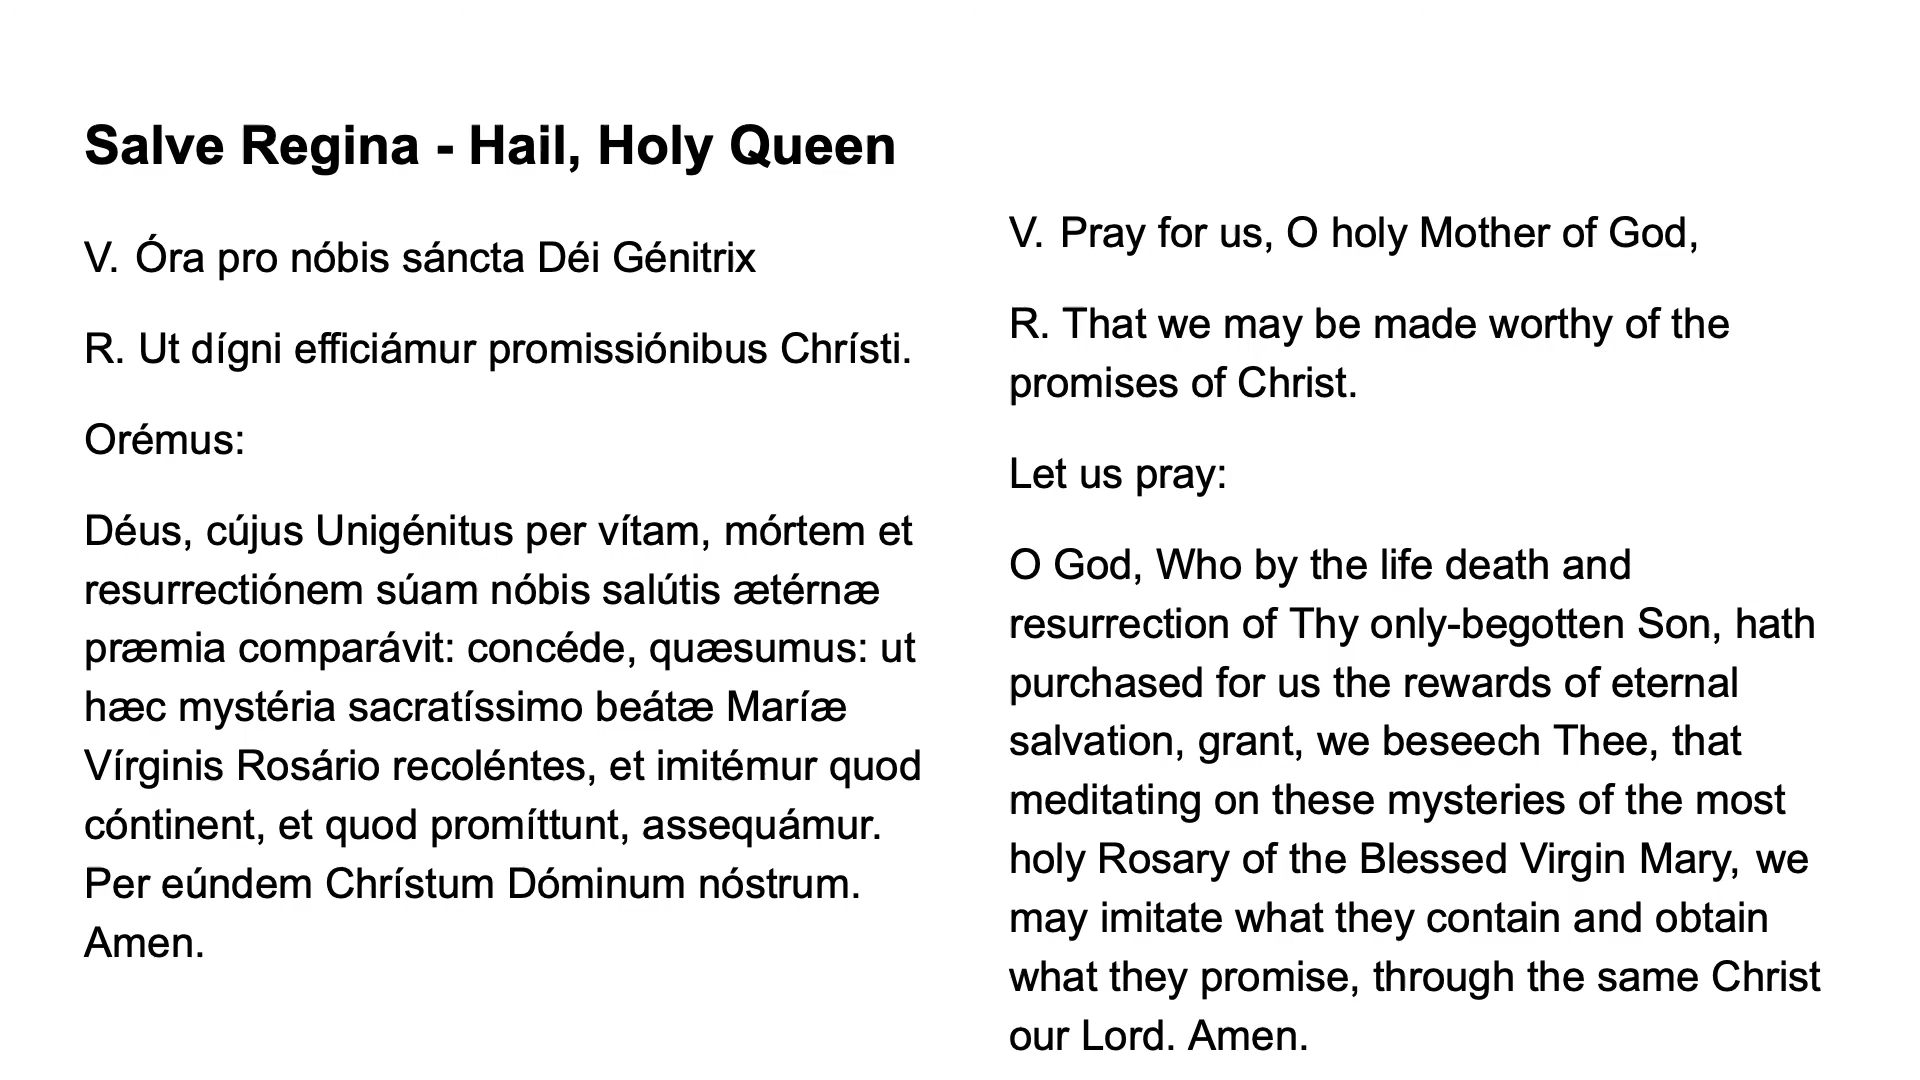 Salve Regina - Hail, Holy Queen
V. Óra pro nóbis sáncta Déi Génitrix
R. Ut dígni efficiámur promissiónibus Chrísti.
Orémus:
Déus, cújus Unigénitus per vítam, mórtem et
resurrectiónem súam nóbis salútis ætérnæ
præmia comparávit: concéde, quæsumus: ut
hæc mystéria sacratíssimo beátæ Maríæ
Vírginis Rosário recoléntes, et imitémur quod
cóntinent, et quod promíttunt, assequámur.
Per eúndem Chrístum Dóminum nóstrum.
Amen.
V. Pray for us, O holy Mother of God,
R. That we may be made worthy of the
promises of Christ.
Let us pray:
O God, Who by the life death and
resurrection of Thy only-begotten Son, hath
purchased for us the rewards of eternal
salvation, grant, we beseech Thee, that
meditating on these mysteries of the most
holy Rosary of the Blessed Virgin Mary, we
may imitate what they contain and obtain
what they promise, through the same Christ
our Lord. Amen.